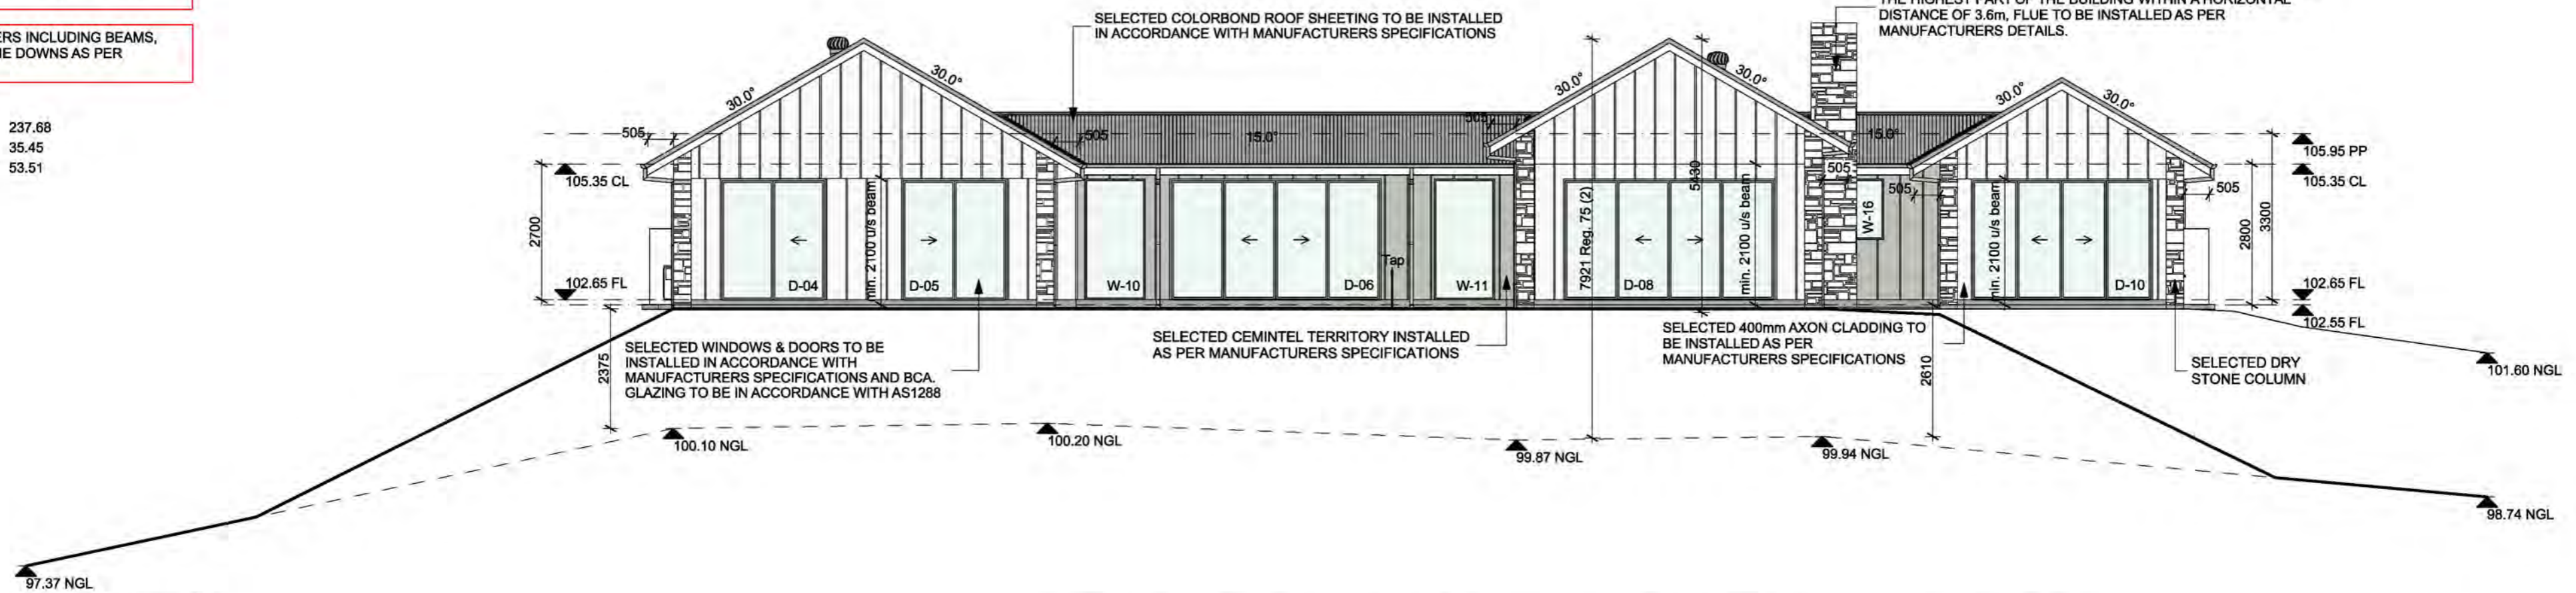 ERS INCLUDING BEAMS,
IE DOWNS AS PER
237.68
35.45
53.51
SELECTED COLORBOND ROOF SHEETING TO BE INSTALLED
IN ACCORDANCE WITH MANUFACTURERS SPECIFICATIONS
THE HIGHEST PART OF THE BUILDING WITHIN A HORIZONTAL
DISTANCE OF 3.6m, FLUE TO BE INSTALLED AS PER
MANUFACTURERS DETAILS.
30.0°
30.0°
30.0°
30.0°
30.0°
30.0°
505
505
15.0°
505
15.0°
505
505
505
105.35 CL
2700
102.65 FL
105.95 PP
105.35 CL
2800
3300
102.65 FL
102.55 FL
min. 2100 u/s beam
7921 Reg. 75 (2)
5430
min. 2100 u/s beam
W-16
min. 2100 u/s beam
Tap
D-04
D-05
W-10
D-06
W-11
D-08
D-10
2375
SELECTED WINDOWS & DOORS TO BE
INSTALLED IN ACCORDANCE WITH
MANUFACTURERS SPECIFICATIONS AND BCA.
GLAZING TO BE IN ACCORDANCE WITH AS1288
SELECTED CEMINTEL TERRITORY INSTALLED
AS PER MANUFACTURERS SPECIFICATIONS
SELECTED 400mm AXON CLADDING TO
BE INSTALLED AS PER
MANUFACTURERS SPECIFICATIONS
2610
SELECTED DRY
STONE COLUMN
101.60 NGL
100.10 NGL
100.20 NGL
99.87 NGL
99.94 NGL
98.74 NGL
97.37 NGL